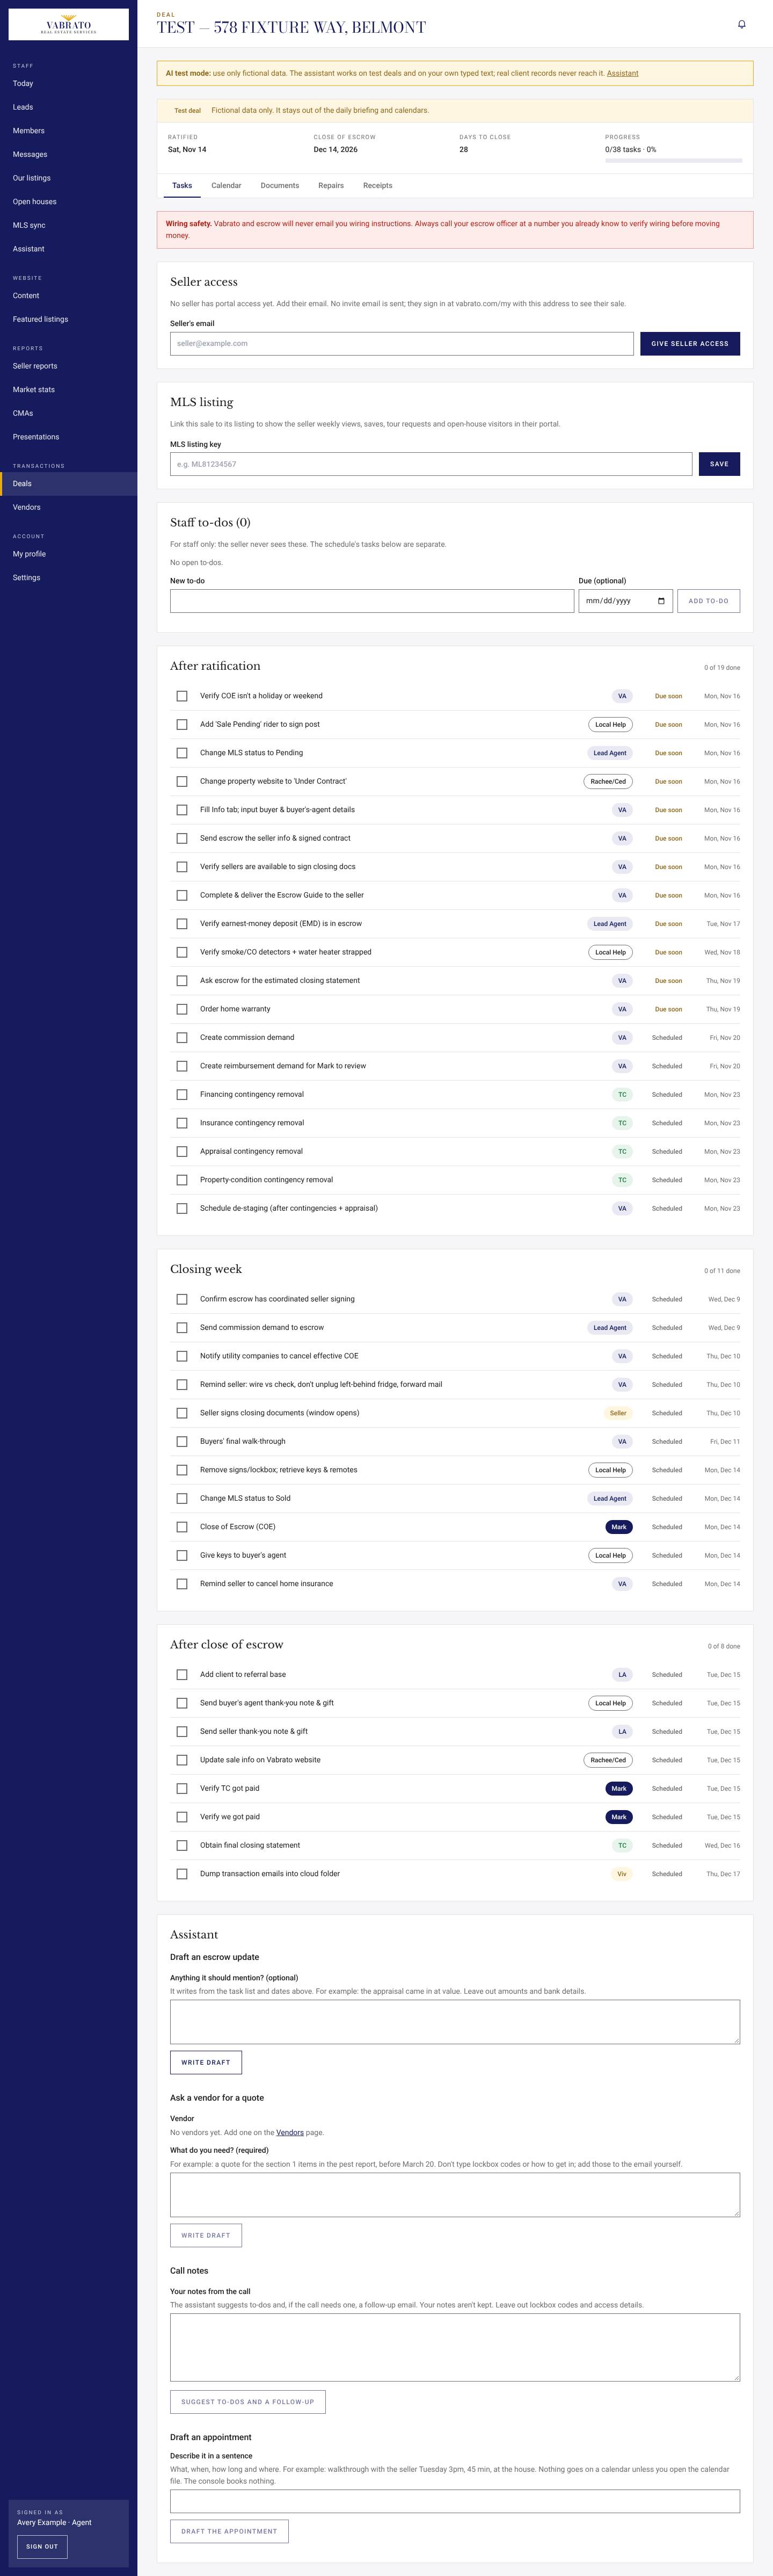 VABRATO
REAL ESTATE SERVICES
STAFF
Today
Leads
Members
Messages
Our listings
Open houses
MLS sync
Assistant
WEBSITE
Content
Featured listings
REPORTS
Seller reports
Market stats
CMAs
Presentations
TRANSACTIONS
Deals
Vendors
ACCOUNT
My profile
Settings
SIGNED IN AS
Avery Example · Agent
SIGN OUT
DEAL
TEST — 578 FIXTURE WAY, BELMONT
AI test mode: use only fictional data. The assistant works on test deals and on your own typed text; real client records never reach it. Assistant
Test deal Fictional data only. It stays out of the daily briefing and calendars.
RATIFIED CLOSE OF ESCROW DAYS TO CLOSE PROGRESS
Sat, Nov 14 Dec 14, 2026 28 0/38 tasks · 0%
Tasks Calendar Documents Repairs Receipts
Wiring safety. Vabrato and escrow will never email you wiring instructions. Always call your escrow officer at a number you already know to verify wiring before moving
money.
Seller access
No seller has portal access yet. Add their email. No invite email is sent; they sign in at vabrato.com/my with this address to see their sale.
Seller's email
seller@example.com GIVE SELLER ACCESS
MLS listing
Link this sale to its listing to show the seller weekly views, saves, tour requests and open-house visitors in their portal.
MLS listing key
e.g. ML81234567 SAVE
Staff to-dos (0)
For staff only: the seller never sees these. The schedule's tasks below are separate.
No open to-dos.
New to-do Due (optional)
mm/dd/yyyy ADD TO-DO
After ratification 0 of 19 done
Verify COE isn't a holiday or weekend VA Due soon Mon, Nov 16
Add 'Sale Pending' rider to sign post Local Help Due soon Mon, Nov 16
Change MLS status to Pending Lead Agent Due soon Mon, Nov 16
Change property website to 'Under Contract' Rachee/Ced Due soon Mon, Nov 16
Fill Info tab; input buyer & buyer's-agent details VA Due soon Mon, Nov 16
Send escrow the seller info & signed contract VA Due soon Mon, Nov 16
Verify sellers are available to sign closing docs VA Due soon Mon, Nov 16
Complete & deliver the Escrow Guide to the seller VA Due soon Mon, Nov 16
Verify earnest-money deposit (EMD) is in escrow Lead Agent Due soon Tue, Nov 17
Verify smoke/CO detectors + water heater strapped Local Help Due soon Wed, Nov 18
Ask escrow for the estimated closing statement VA Due soon Thu, Nov 19
Order home warranty VA Due soon Thu, Nov 19
Create commission demand VA Scheduled Fri, Nov 20
Create reimbursement demand for Mark to review VA Scheduled Fri, Nov 20
Financing contingency removal TC Scheduled Mon, Nov 23
Insurance contingency removal TC Scheduled Mon, Nov 23
Appraisal contingency removal TC Scheduled Mon, Nov 23
Property-condition contingency removal TC Scheduled Mon, Nov 23
Schedule de-staging (after contingencies + appraisal) VA Scheduled Mon, Nov 23
Closing week 0 of 11 done
Confirm escrow has coordinated seller signing VA Scheduled Wed, Dec 9
Send commission demand to escrow Lead Agent Scheduled Wed, Dec 9
Notify utility companies to cancel effective COE VA Scheduled Thu, Dec 10
Remind seller: wire vs check, don't unplug left-behind fridge, forward mail VA Scheduled Thu, Dec 10
Seller signs closing documents (window opens) Seller Scheduled Thu, Dec 10
Buyers' final walk-through VA Scheduled Fri, Dec 11
Remove signs/lockbox; retrieve keys & remotes Local Help Scheduled Mon, Dec 14
Change MLS status to Sold Lead Agent Scheduled Mon, Dec 14
Close of Escrow (COE) Mark Scheduled Mon, Dec 14
Give keys to buyer's agent Local Help Scheduled Mon, Dec 14
Remind seller to cancel home insurance VA Scheduled Mon, Dec 14
After close of escrow 0 of 8 done
Add client to referral base LA Scheduled Tue, Dec 15
Send buyer's agent thank-you note & gift Local Help Scheduled Tue, Dec 15
Send seller thank-you note & gift LA Scheduled Tue, Dec 15
Update sale info on Vabrato website Rachee/Ced Scheduled Tue, Dec 15
Verify TC got paid Mark Scheduled Tue, Dec 15
Verify we got paid Mark Scheduled Tue, Dec 15
Obtain final closing statement TC Scheduled Wed, Dec 16
Dump transaction emails into cloud folder Viv Scheduled Thu, Dec 17
Assistant
Draft an escrow update
Anything it should mention? (optional)
It writes from the task list and dates above. For example: the appraisal came in at value. Leave out amounts and bank details.
WRITE DRAFT
Ask a vendor for a quote
Vendor
No vendors yet. Add one on the Vendors page.
What do you need? (required)
For example: a quote for the section 1 items in the pest report, before March 20. Don't type lockbox codes or how to get in; add those to the email yourself.
WRITE DRAFT
Call notes
Your notes from the call
The assistant suggests to-dos and, if the call needs one, a follow-up email. Your notes aren't kept. Leave out lockbox codes and access details.
SUGGEST TO-DOS AND A FOLLOW-UP
Draft an appointment
Describe it in a sentence
What, when, how long and where. For example: walkthrough with the seller Tuesday 3pm, 45 min, at the house. Nothing goes on a calendar unless you open the calendar
file. The console books nothing.
DRAFT THE APPOINTMENT